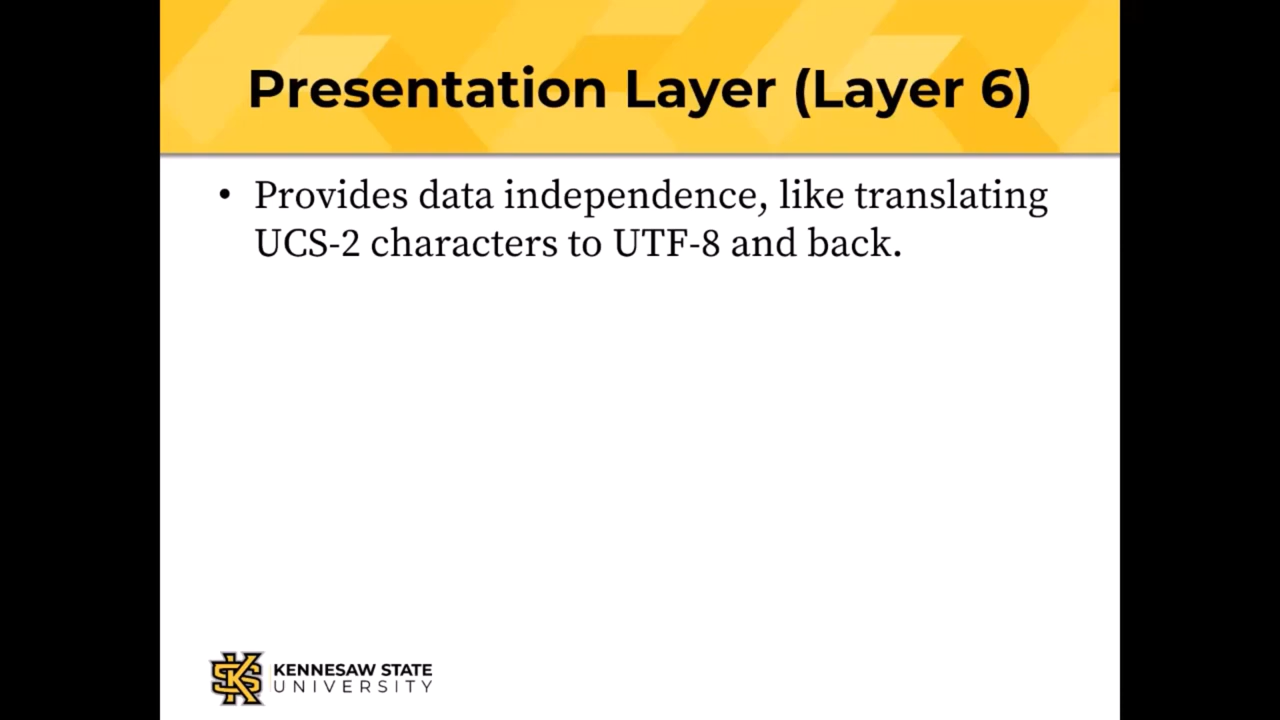 Presentation Layer (Layer 6)
• Provides data independence, like translating
UCS-2 characters to UTF-8 and back.
KS
KENNESAW STATE
UNIVERSITY